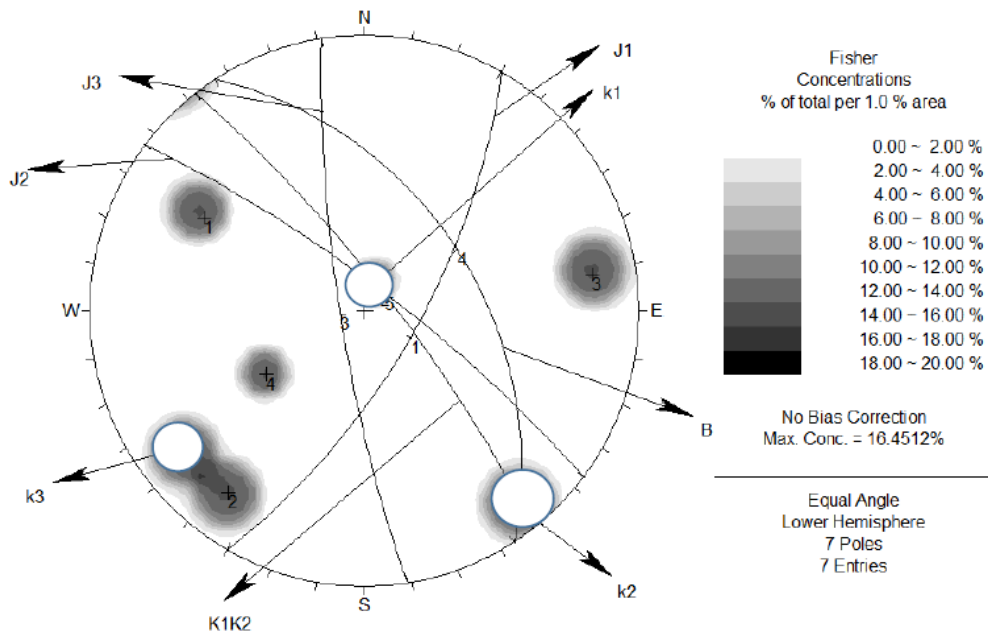 N
J1
J3
k1
J2
1
3
4
W
5
E
3
1
4
B
k3
2
k2
K1K2
S
Fisher
Concentrations
% of total per 1.0 % area
0.00 ~ 2.00 %
2.00 ~ 4.00 %
4.00 ~ 6.00 %
6.00 ~ 8.00 %
8.00 ~ 10.00 %
10.00 ~ 12.00 %
12.00 ~ 14.00 %
14.00 ~ 16.00 %
16.00 ~ 18.00 %
18.00 ~ 20.00 %
No Bias Correction
Max. Conc. = 16.4512%
Equal Angle
Lower Hemisphere
7 Poles
7 Entries